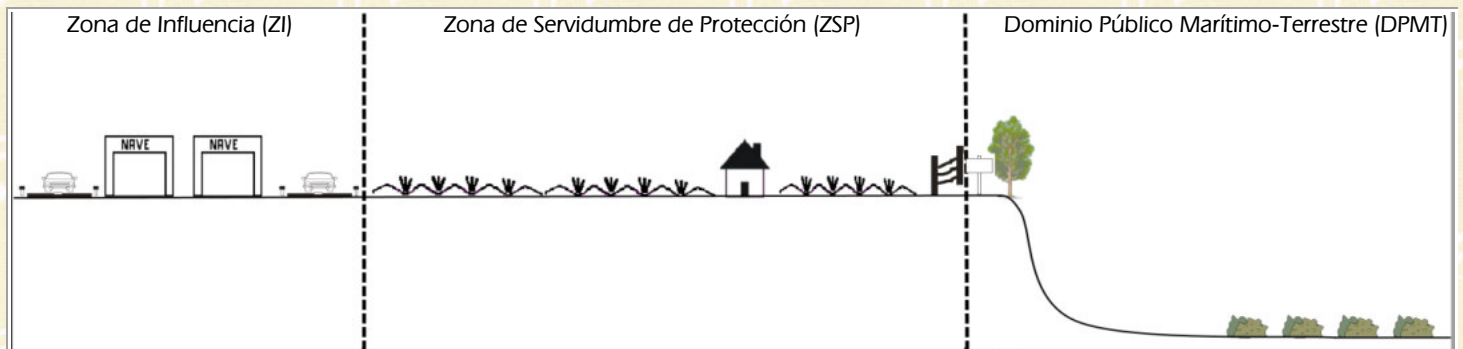 Zona de Influencia (ZI)
Zona de Servidumbre de Protección (ZSP)
Dominio Público Marítimo-Terrestre (DPMT)
NAVE
NAVE